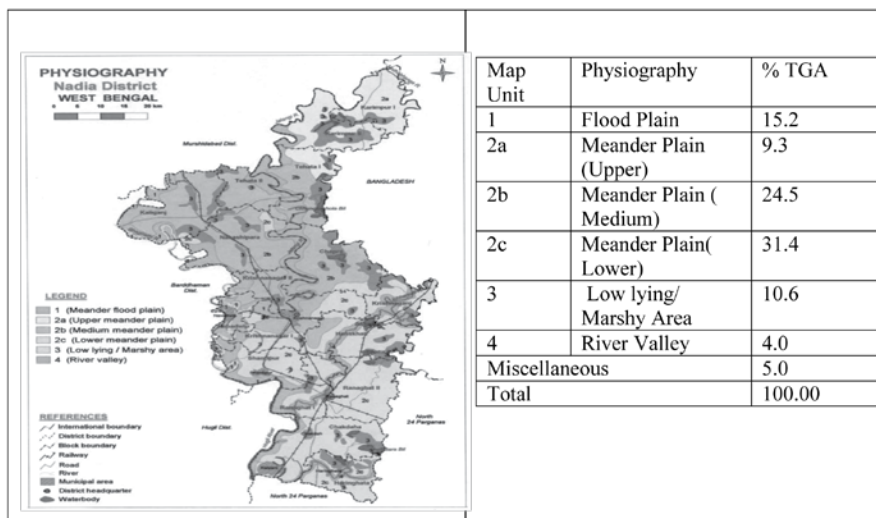 PHYSIOGRAPHY
Nadia District
WEST BENGAL
Murshidabad Dist.
BANGLADESH
Barddhaman Dist.
LEGEND
1 (Meander flood plain)
2a (Upper meander plain)
2b (Medium meander plain)
2c (Lower meander plain)
3 (Low lying / Marshy area)
4 (River valley)
Hugli Dist.
North 24 Parganas
North 24 Parganas
REFERENCES
International boundary
District boundary
Block boundary
Railway
Road
River
Municipal area
District headquarter
Waterbody
Map Unit Physiography % TGA
1 Flood Plain 15.2
2a Meander Plain (Upper) 9.3
2b Meander Plain ( Medium) 24.5
2c Meander Plain( Lower) 31.4
3 Low lying/ Marshy Area 10.6
4 River Valley 4.0
Miscellaneous 5.0
Total 100.00